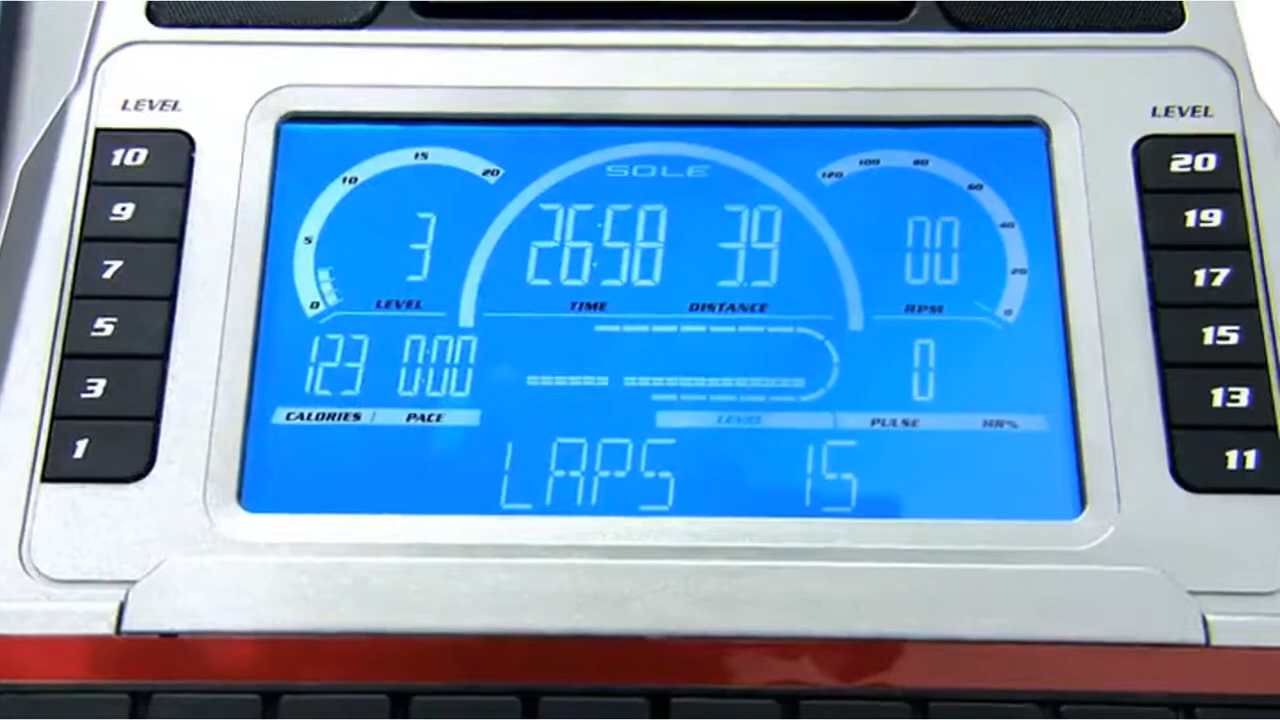 LEVEL
10
9
7
5
3
1
SOLE
0 5 10 15 20
3
LEVEL
26:58 3.9
TIME DISTANCE
120 100 80 60 40 20 0
00
RPM
123 0:00
CALORIES PACE
LEVEL
0
PULSE HR%
LAPS 15
LEVEL
20
19
17
15
13
11